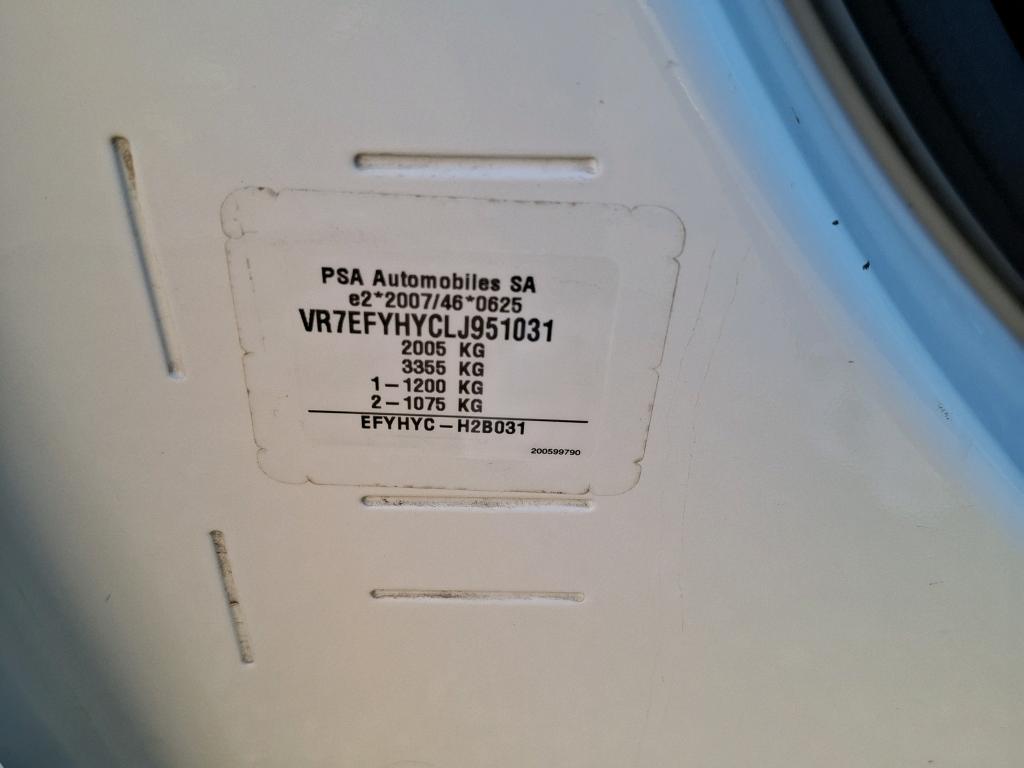 PSA Automobiles SA
e2*2007/46*0625
VR7EFYHYCLJ951031
2005 KG
3355 KG
1-1200 KG
2-1075 KG
EFYHYC-H2B031
200599790